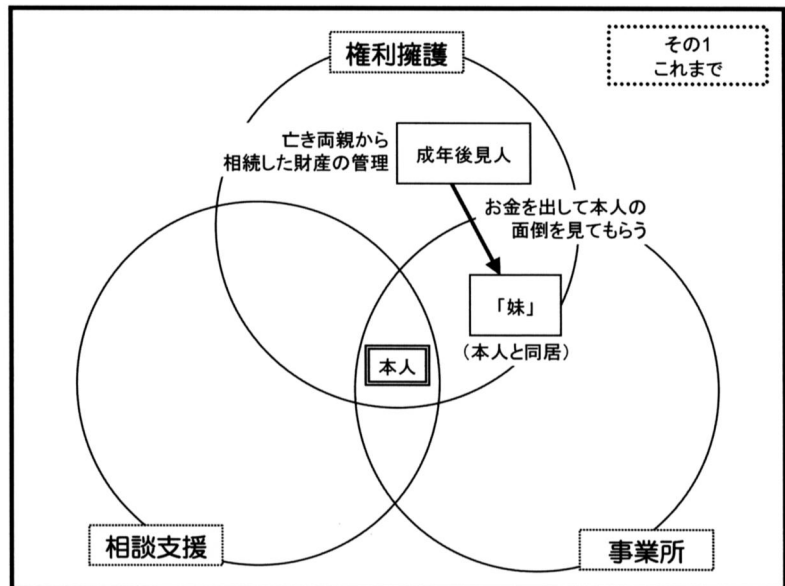 その1
これまで
権利擁護
亡き両親から
相続した財産の管理
成年後見人
お金を出して本人の
面倒を見てもらう
「妹」
（本人と同居）
本人
相談支援
事業所